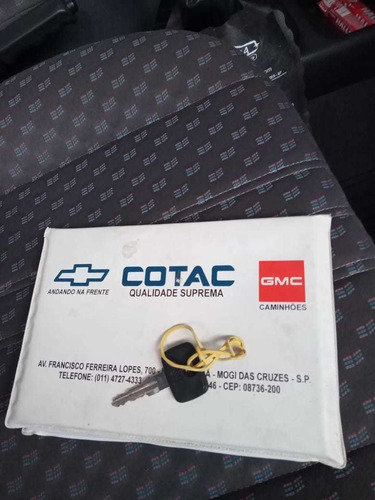 COTAC
QUALIDADE SUPREMA
ANDANDO NA FRENTE
GMC
CAMINHÕES
AV. FRANCISCO FERREIRA LOPES, 700 - MOGI DAS CRUZES - S.P.
TELEFONE: (011) 4727-4333 46 - CEP: 08736-200